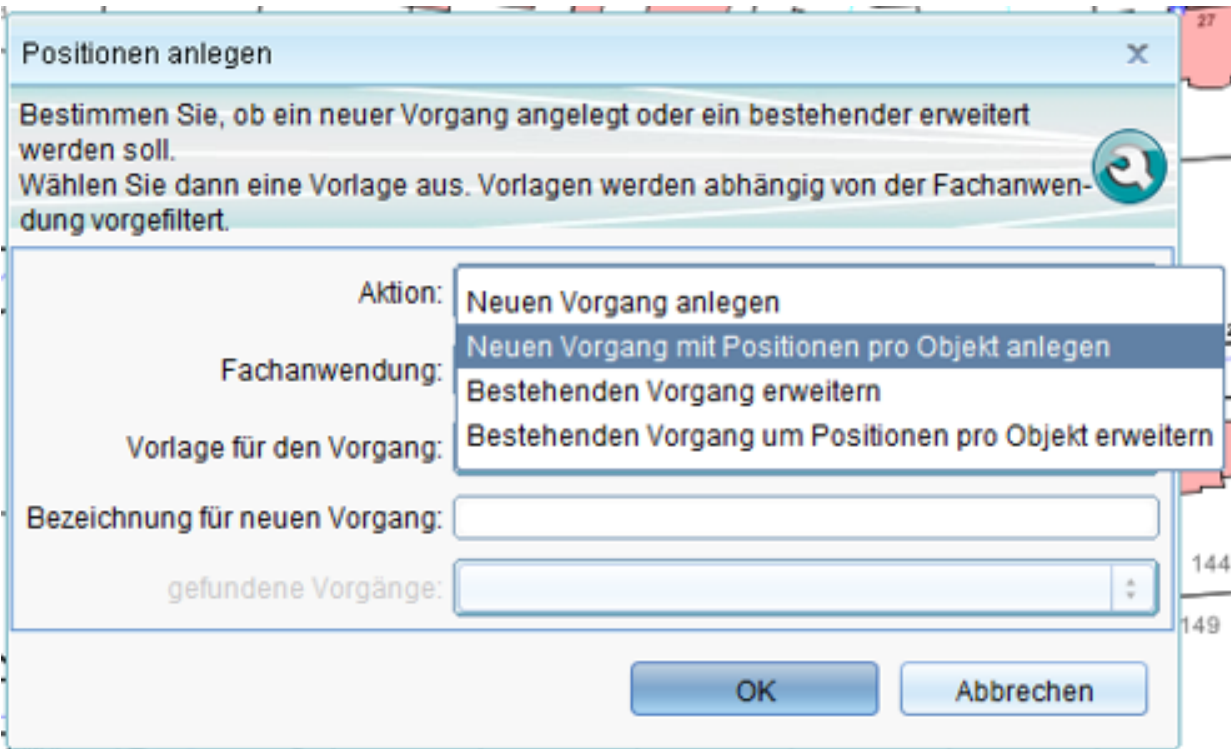 27
Positionen anlegen
Bestimmen Sie, ob ein neuer Vorgang angelegt oder ein bestehender erweitert
werden soll.
Wählen Sie dann eine Vorlage aus. Vorlagen werden abhängig von der Fachanwen-
dung vorgefiltert.
Aktion:
Neuen Vorgang anlegen
Neuen Vorgang mit Positionen pro Objekt anlegen
Fachanwendung:
Bestehenden Vorgang erweitern
Vorlage für den Vorgang:
Bestehenden Vorgang um Positionen pro Objekt erweitern
Bezeichnung für neuen Vorgang:
gefundene Vorgänge:
144
149
OK
Abbrechen